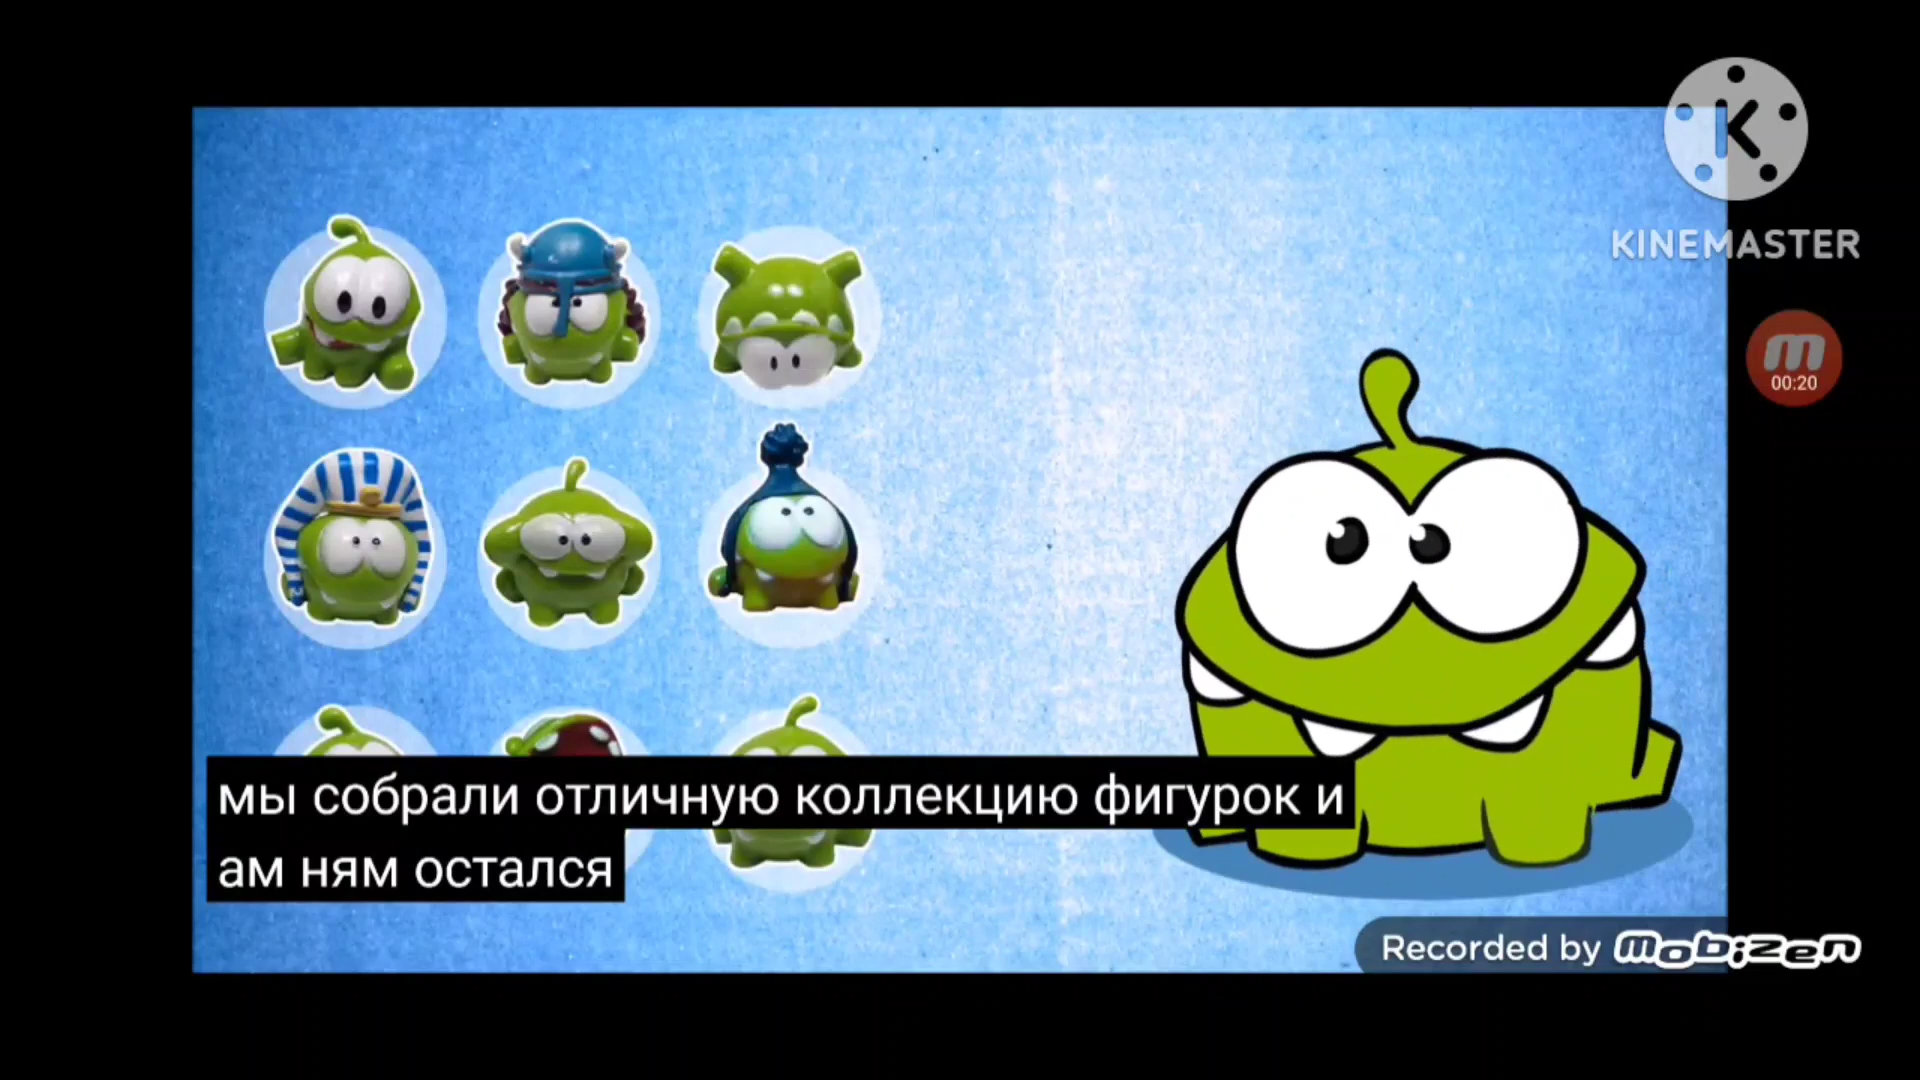 KINEMASTER
00:20
мы собрали отличную коллекцию фигурок и
ам ням остался
Recorded by mobizen